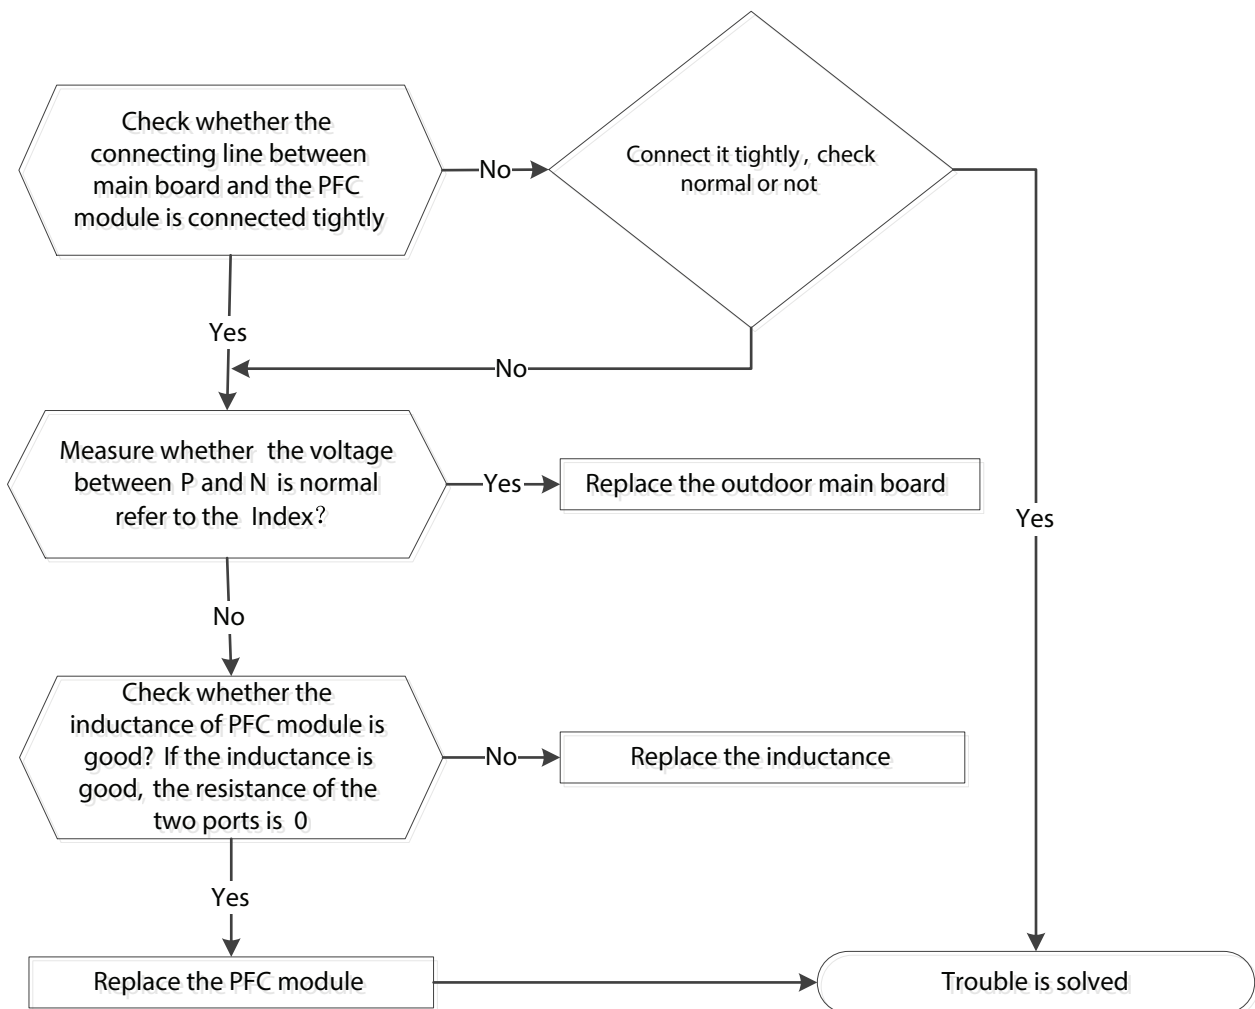 Check whether the
connecting line between
main board and the PFC
module is connected tightly
No
Connect it tightly, check
normal or not
Yes
No
Measure whether the voltage
between P and N is normal
refer to the Index?
Yes
Replace the outdoor main board
Yes
No
Check whether the
inductance of PFC module is
good? If the inductance is
good, the resistance of the
two ports is 0
No
Replace the inductance
Yes
Replace the PFC module
Trouble is solved